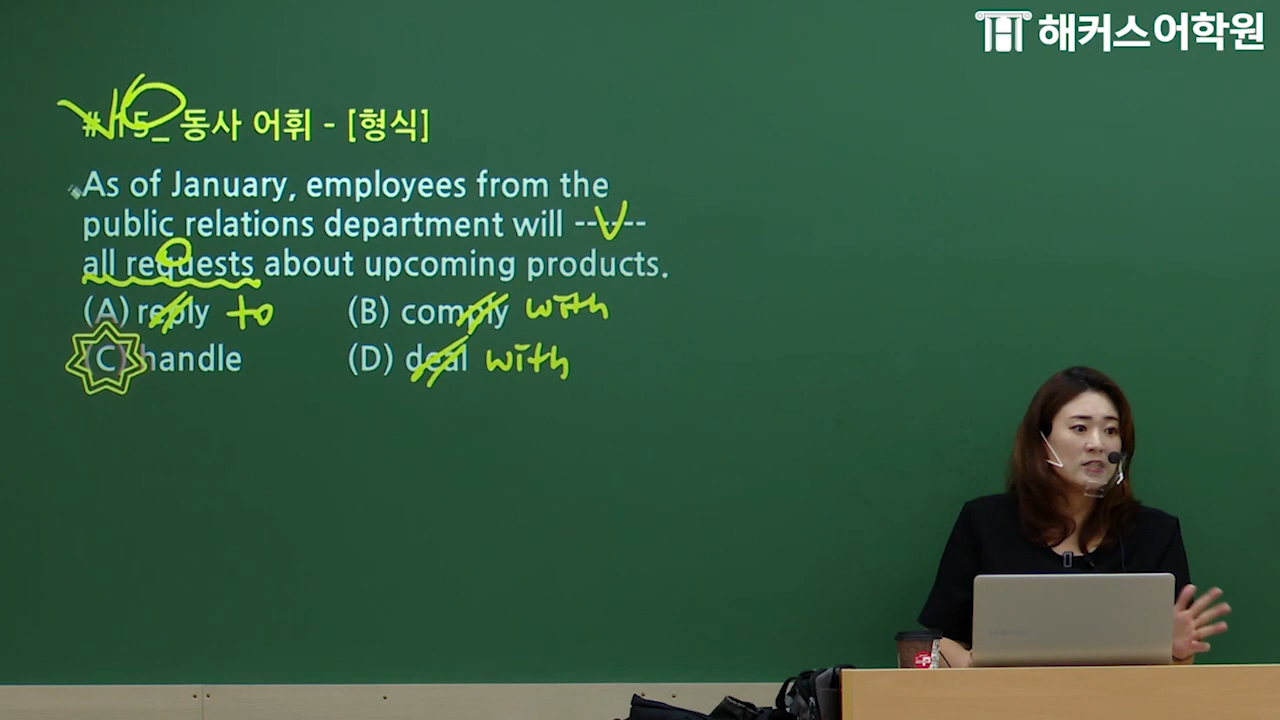 해커스어학원
#15_ 동사 어휘 - [형식]
As of January, employees from the
public relations department will ------
all requests about upcoming products.
(A) reply to (B) comply with
(C) handle (D) deal with